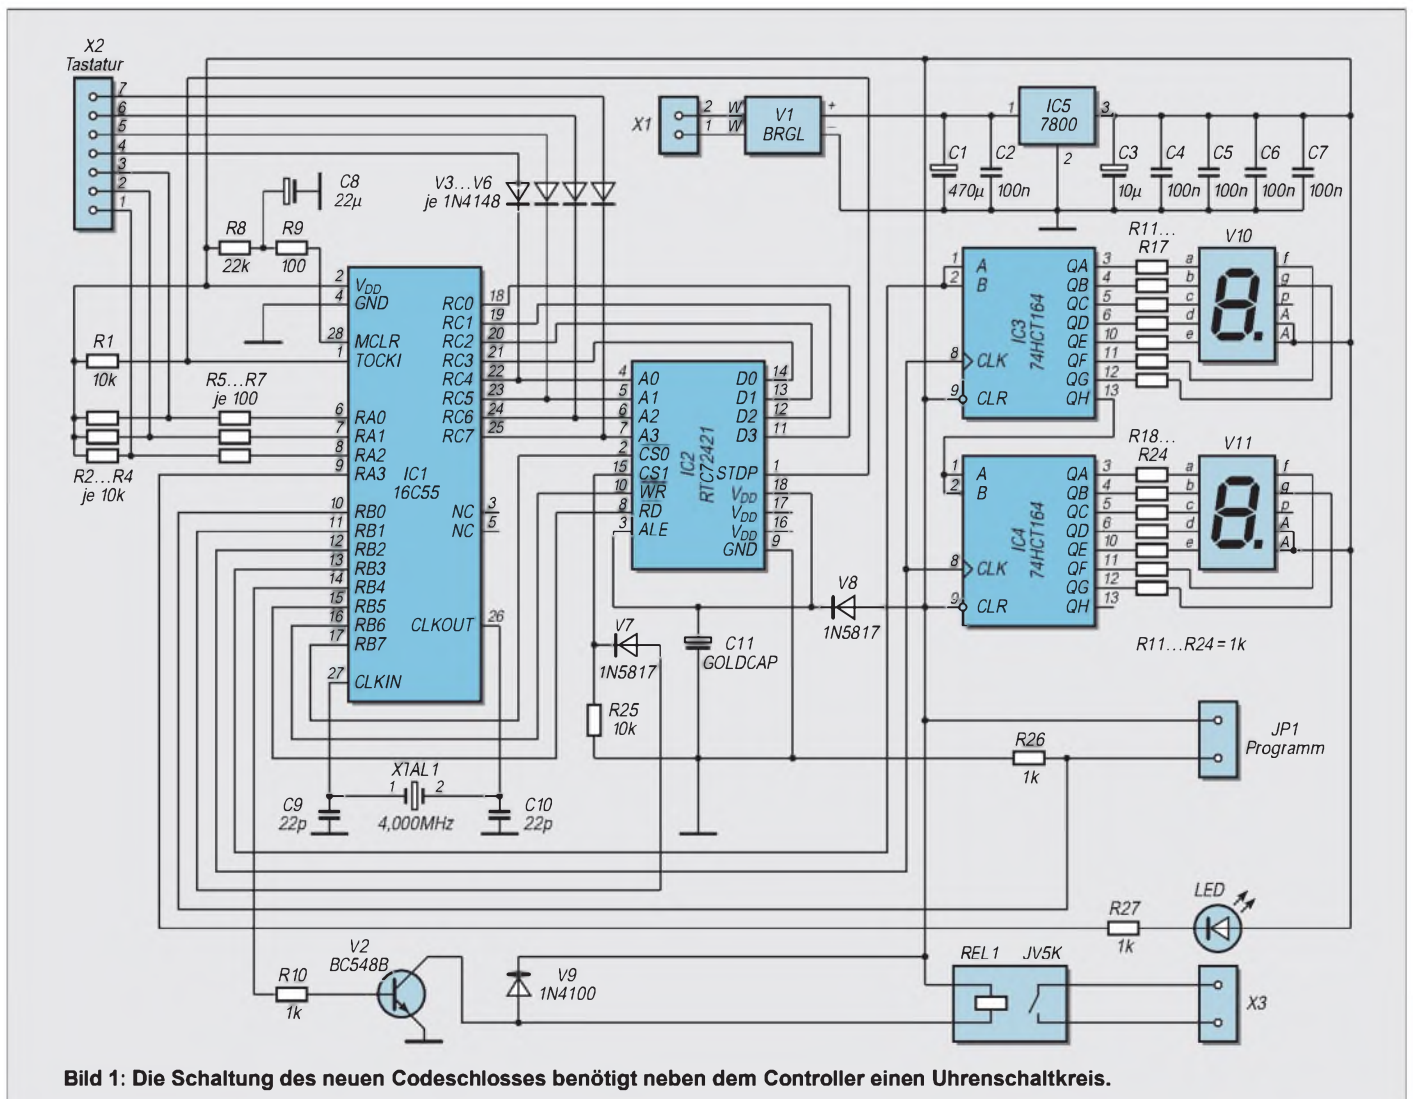 X2
Tastatur
7
6
5
4
3
2
1
C8
22µ
R8
22k
R9
100
V3...V6
je 1N4148
X1
2
1
W
W
V1
BRGL
+
–
1
IC5
7800
3
2
C1
470µ
C2
100n
C3
10µ
C4
100n
C5
100n
C6
100n
C7
100n
R1
10k
R5...R7
je 100
R2...R4
je 10k
2 VDD
4 GND
28 MCLR
1 TOCKI
6 RA0
7 RA1
8 RA2
9 RA3
10 RB0
11 RB1
12 RB2
13 RB3
14 RB4
15 RB5
16 RB6
17 RB7
27 CLKIN
IC1
16C55
RC0 18
RC1 19
RC2 20
RC3 21
RC4 22
RC5 23
RC6 24
RC7 25
NC 3
NC 5
CLKOUT 26
4 A0
5 A1
6 A2
7 A3
2 CS0
15 CS1
10 WR
8 RD
3 ALE
IC2
RTC72421
D0 14
D1 13
D2 12
D3 11
STDP 1
VDD 18
VDD 17
VDD 16
GND 9
1 A
2 B
8 CLK
9 CLR
IC3
74HCT164
QA 3
QB 4
QC 5
QD 6
QE 10
QF 11
QG 12
QH 13
R11...
R17
a
b
c
d
e
V10
8.
f
g
p
A
A
1 A
2 B
8 CLK
9 CLR
IC4
74HCT164
QA 3
QB 4
QC 5
QD 6
QE 10
QF 11
QG 12
QH 13
R18...
R24
a
b
c
d
e
V11
8.
f
g
p
A
A
R11...R24=1k
V7
1N5817
V8
1N5817
C11
GOLDCAP
R25
10k
R26
1k
JP1
Programm
X1AL1
1
2
4,000MHz
C9
22p
C10
22p
R27
1k
LED
R10
1k
V2
BC548B
V9
1N4100
REL1
JV5K
X3
Bild 1: Die Schaltung des neuen Codeschlosses benötigt neben dem Controller einen Uhrenschaltkreis.